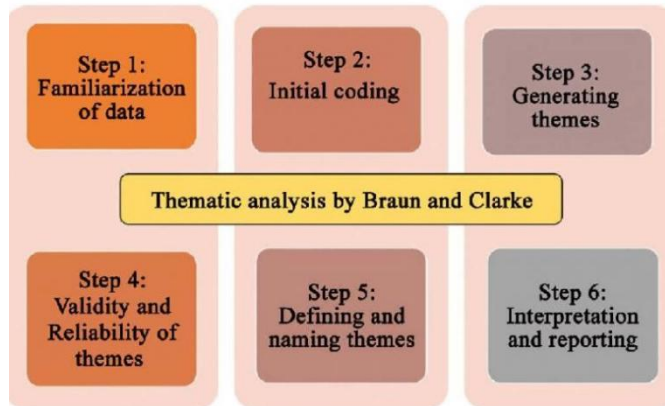 Step 1:
Familiarization
of data
Step 2:
Initial coding
Step 3:
Generating
themes
Thematic analysis by Braun and Clarke
Step 4:
Validity and
Reliability of
themes
Step 5:
Defining and
naming themes
Step 6:
Interpretation
and reporting